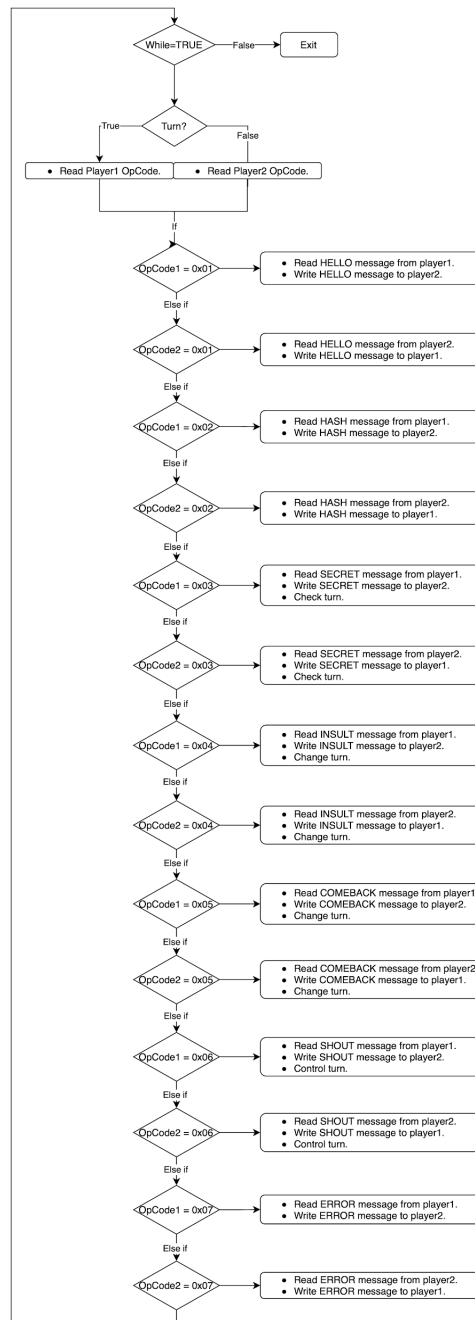 While=TRUE
False
Exit
Turn?
True
False
• Read Player1 OpCode.
• Read Player2 OpCode.
If
OpCode1 = 0x01
• Read HELLO message from player1.
• Write HELLO message to player2.
Else if
OpCode2 = 0x01
• Read HELLO message from player2.
• Write HELLO message to player1.
Else if
OpCode1 = 0x02
• Read HASH message from player1.
• Write HASH message to player2.
Else if
OpCode2 = 0x02
• Read HASH message from player2.
• Write HASH message to player1.
Else if
OpCode1 = 0x03
• Read SECRET message from player1.
• Write SECRET message to player2.
• Check turn.
Else if
OpCode2 = 0x03
• Read SECRET message from player2.
• Write SECRET message to player1.
• Check turn.
Else if
OpCode1 = 0x04
• Read INSULT message from player1.
• Write INSULT message to player2.
• Change turn.
Else if
OpCode2 = 0x04
• Read INSULT message from player2.
• Write INSULT message to player1.
• Change turn.
Else if
OpCode1 = 0x05
• Read COMEBACK message from player1
• Write COMEBACK message to player2.
• Change turn.
Else if
OpCode2 = 0x05
• Read COMEBACK message from player2
• Write COMEBACK message to player1.
• Change turn.
Else if
OpCode1 = 0x06
• Read SHOUT message from player1.
• Write SHOUT message to player2.
• Control turn.
Else if
OpCode2 = 0x06
• Read SHOUT message from player2.
• Write SHOUT message to player1.
• Control turn.
Else if
OpCode1 = 0x07
• Read ERROR message from player1.
• Write ERROR message to player2.
Else if
OpCode2 = 0x07
• Read ERROR message from player2.
• Write ERROR message to player1.